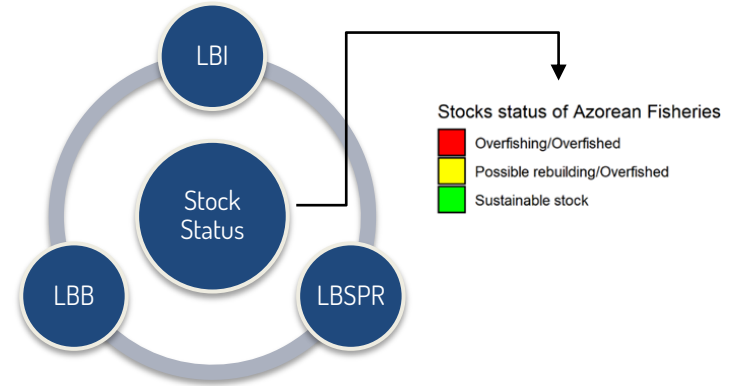 LBI
Stock
Status
LBB
LBSPR
Stocks status of Azorean Fisheries
Overfishing/Overfished
Possible rebuilding/Overfished
Sustainable stock